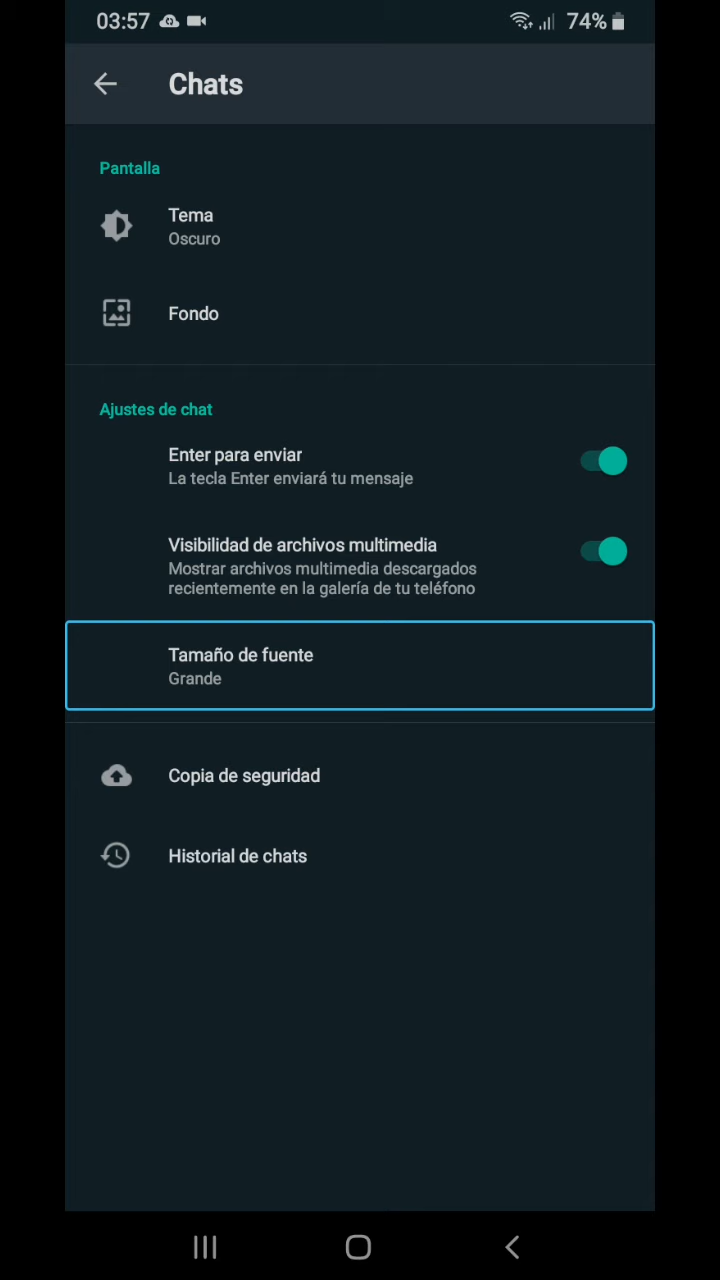 03:57
74%
Chats
Pantalla
Tema
Oscuro
Fondo
Ajustes de chat
Enter para enviar
La tecla Enter enviará tu mensaje
Visibilidad de archivos multimedia
Mostrar archivos multimedia descargados
recientemente en la galería de tu teléfono
Tamaño de fuente
Grande
Copia de seguridad
Historial de chats